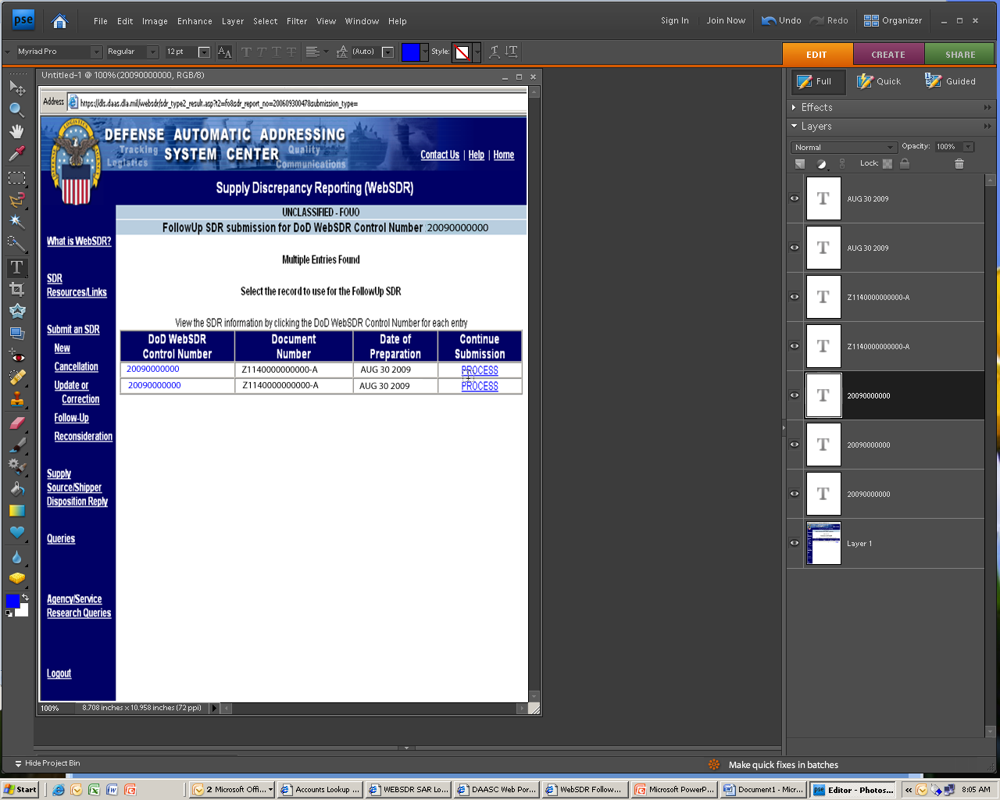 pse File Edit Image Enhance Layer Select Filter View Window Help Sign In Join Now Undo Redo Organizer
Myriad Pro Regular 12 pt AA T T T T (Auto) Style: EDIT CREATE SHARE
Untitled-1 @ 100%(20090000000, RGB/8)
Full Quick Guided
Effects
Layers
Normal Opacity: 100%
Lock:
AUG 30 2009
AUG 30 2009
Z1140000000000-A
Z1140000000000-A
20090000000
20090000000
20090000000
Layer 1
Address https://dls.daas.dla.mil/websdr/sdr_type2_result.asp?t2=fo&sdr_report_no=20060930047&submission_type=
LOGISTICS
DEFENSE AUTOMATIC ADDRESSING
SYSTEM CENTER
Tracking Quality
Logistics Communications
Contact Us | Help | Home
Supply Discrepancy Reporting (WebSDR)
UNCLASSIFIED - FOUO
FollowUp SDR submission for DoD WebSDR Control Number 20090000000
What is WebSDR?
SDR
Resources/Links
Submit an SDR
New
Cancellation
Update or
Correction
Follow-Up
Reconsideration
Supply
Source/Shipper
Disposition Reply
Queries
Agency/Service
Research Queries
Logout
Multiple Entries Found
Select the record to use for the FollowUp SDR
View the SDR information by clicking the DoD WebSDR Control Number for each entry
DoD WebSDR Control Number Document Number Date of Preparation Continue Submission
20090000000 Z1140000000000-A AUG 30 2009 PROCESS
20090000000 Z1140000000000-A AUG 30 2009 PROCESS
100% 8.708 inches x 10.958 inches (72 ppi)
Hide Project Bin
Make quick fixes in batches
Start 2 Microsoft Offi... Accounts Lookup ... WEBSDR SAR Lo... DAASC Web Por... WebSDR Follow... Microsoft PowerP... Document1 - Micr... Editor - Photos... 8:05 AM